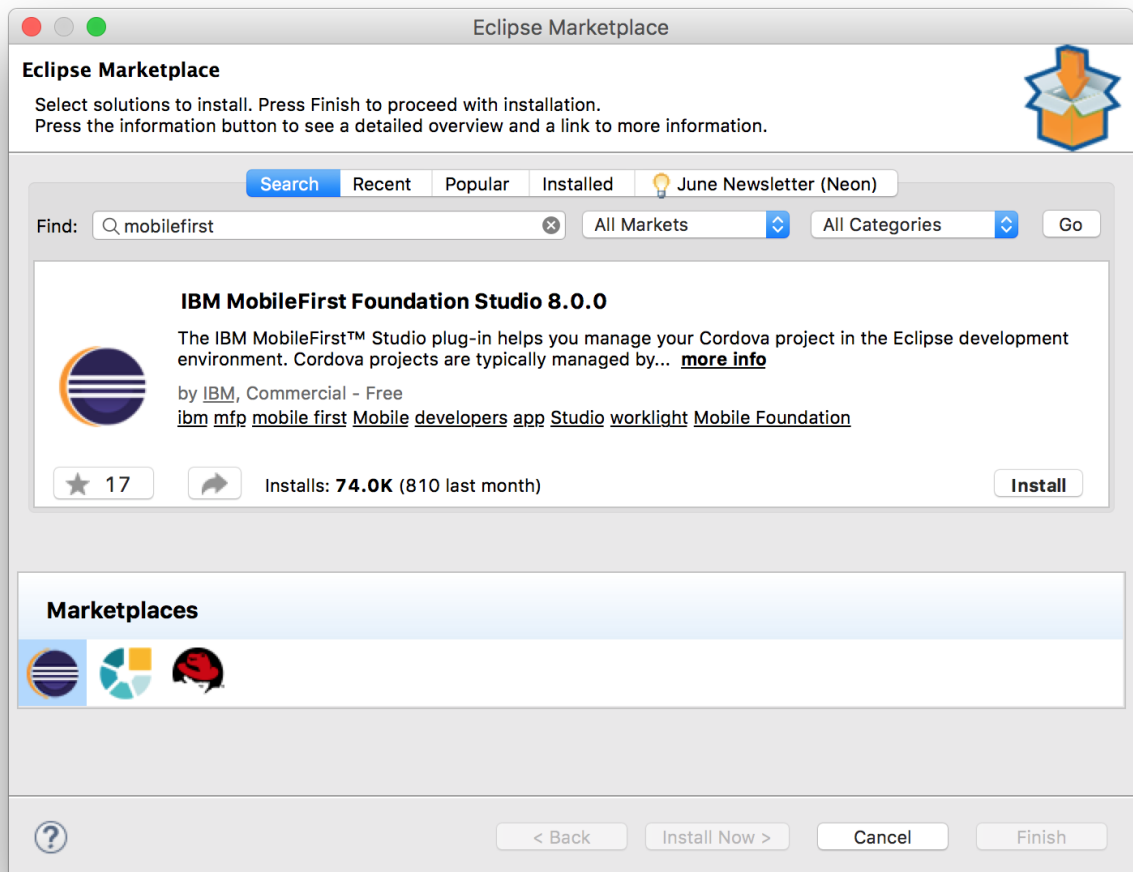 Eclipse Marketplace
Eclipse Marketplace
Select solutions to install. Press Finish to proceed with installation.
Press the information button to see a detailed overview and a link to more information.
Search Recent Popular Installed June Newsletter (Neon)
Find: mobilefirst All Markets All Categories Go
IBM MobileFirst Foundation Studio 8.0.0
The IBM MobileFirst™ Studio plug-in helps you manage your Cordova project in the Eclipse development
environment. Cordova projects are typically managed by... more info
by IBM, Commercial - Free
ibm mfp mobile first Mobile developers app Studio worklight Mobile Foundation
17 Installs: 74.0K (810 last month) Install
Marketplaces
? < Back Install Now > Cancel Finish